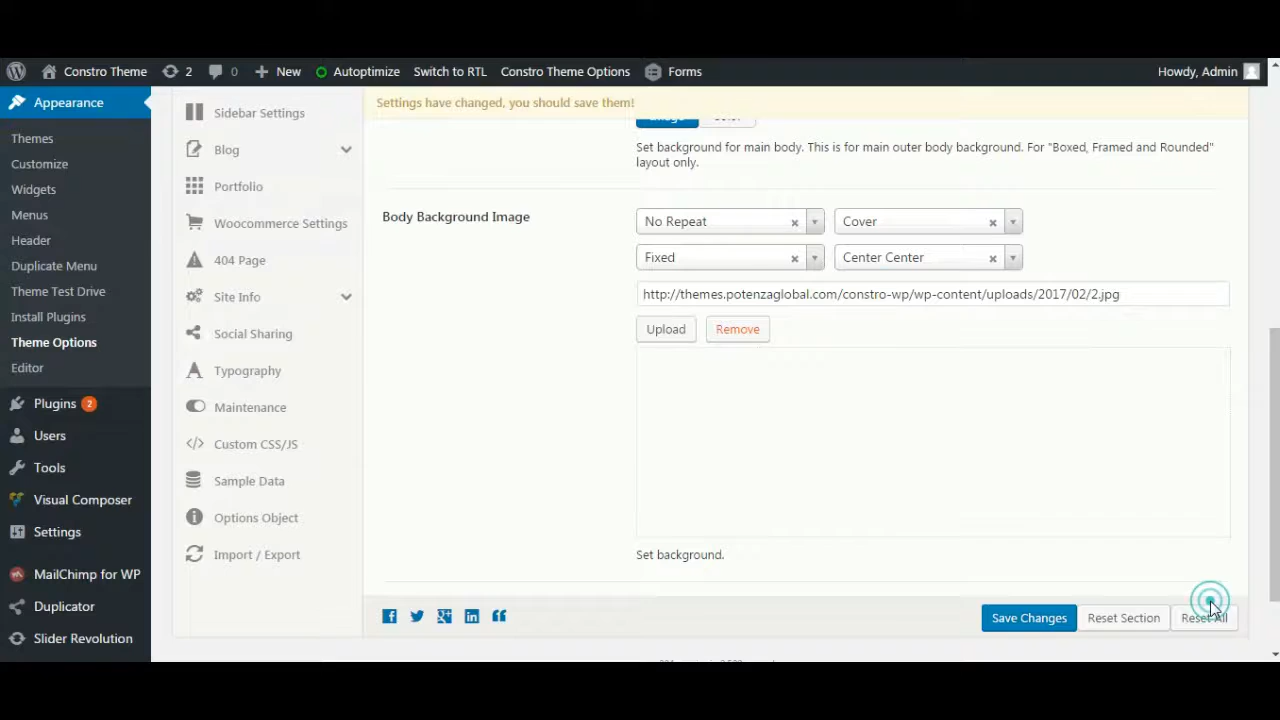 Constro Theme 2 0 New Autoptimize Switch to RTL Constro Theme Options Forms Howdy, Admin
Appearance
Themes
Customize
Widgets
Menus
Header
Duplicate Menu
Theme Test Drive
Install Plugins
Theme Options
Editor
Plugins 2
Users
Tools
Visual Composer
Settings
MailChimp for WP
Duplicator
Slider Revolution
Sidebar Settings
Blog
Portfolio
Woocommerce Settings
404 Page
Site Info
Social Sharing
Typography
Maintenance
Custom CSS/JS
Sample Data
Options Object
Import / Export
Settings have changed, you should save them!
Set background for main body. This is for main outer body background. For "Boxed, Framed and Rounded"
layout only.
Body Background Image
No Repeat Cover
Fixed Center Center
http://themes.potenzaglobal.com/constro-wp/wp-content/uploads/2017/02/2.jpg
Upload Remove
Set background.
Save Changes Reset Section Reset All